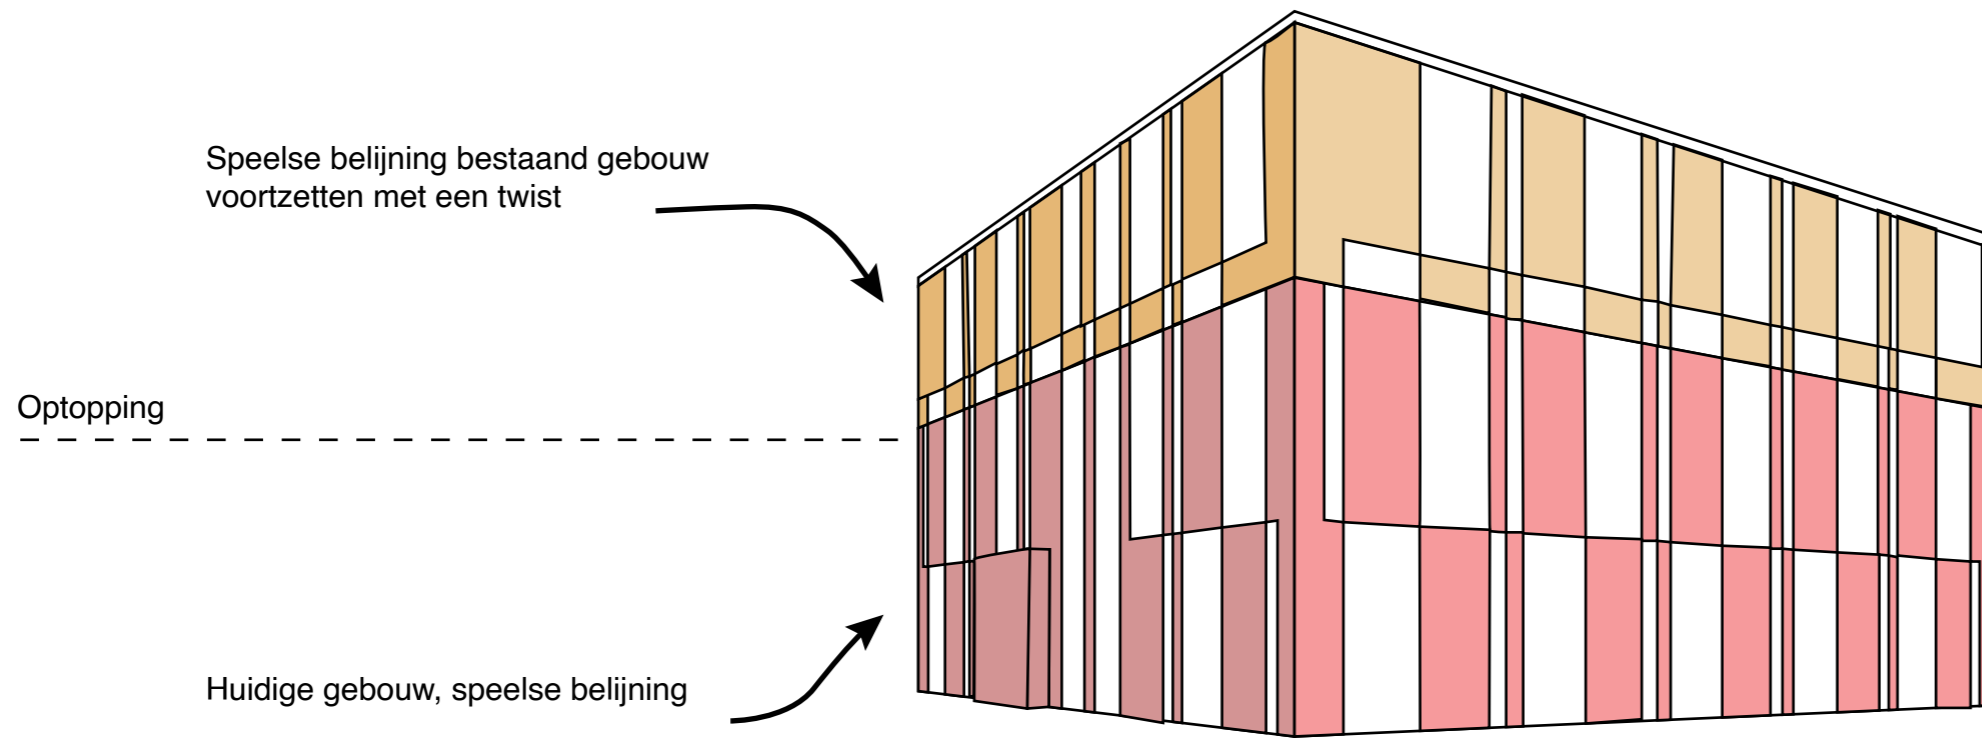 Speelse belijning bestaand gebouw
voortzetten met een twist
Optopping
Huidige gebouw, speelse belijning